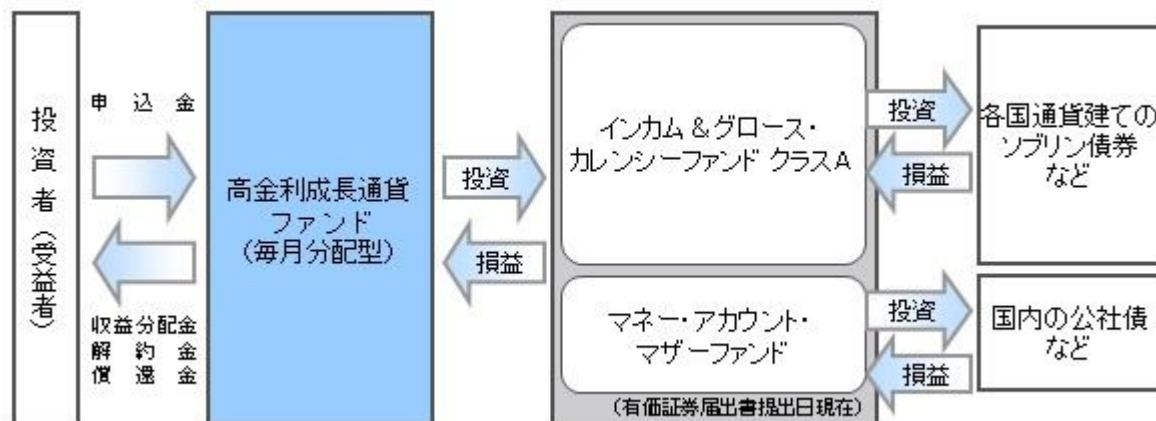 投資者（受益者）
申込金
収益分配金
解約金
償還金
高金利成長通貨
ファンド
（毎月分配型）
投資
損益
インカム＆グロース・
カレンシーファンド クラスA
マネー・アカウント・
マザーファンド
（有価証券届出書提出日現在）
投資
損益
各国通貨建ての
ソブリン債券
など
投資
損益
国内の公社債
など